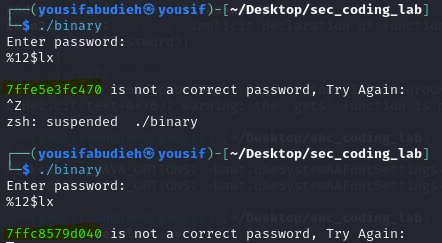 ┌──(yousifabudieh㉿yousif)-[~/Desktop/sec_coding_lab]
└─$ ./binary
Enter password:
%12$lx

7ffe5e3fc470 is not a correct password, Try Again:
^Z
zsh: suspended  ./binary

┌──(yousifabudieh㉿yousif)-[~/Desktop/sec_coding_lab]
└─$ ./binary
Enter password:
%12$lx

7ffc8579d040 is not a correct password, Try Again: